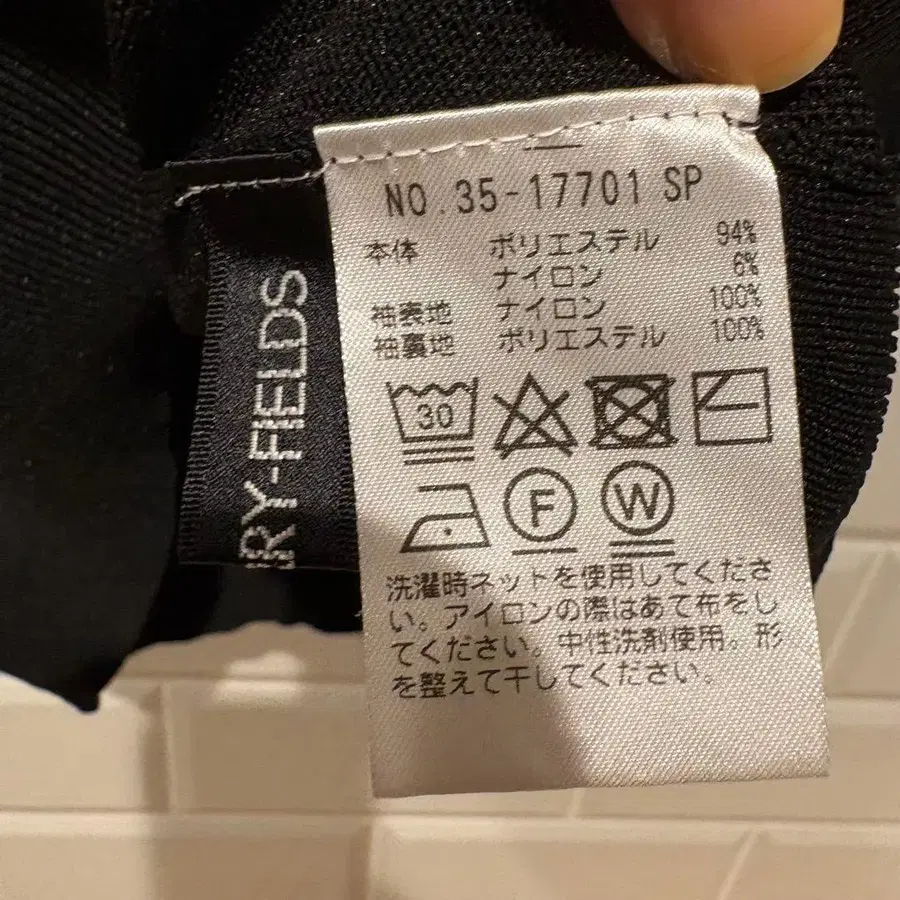 NO.35-17701 SP
本体 ポリエステル 94%
ナイロン 6%
袖表地 ナイロン 100%
袖裏地 ポリエステル 100%
30
F
W
洗濯時ネットを使用してくださ
い。アイロンの際はあて布をし
てください。中性洗剤使用。形
を整えて干してください。
RY-FIELDS